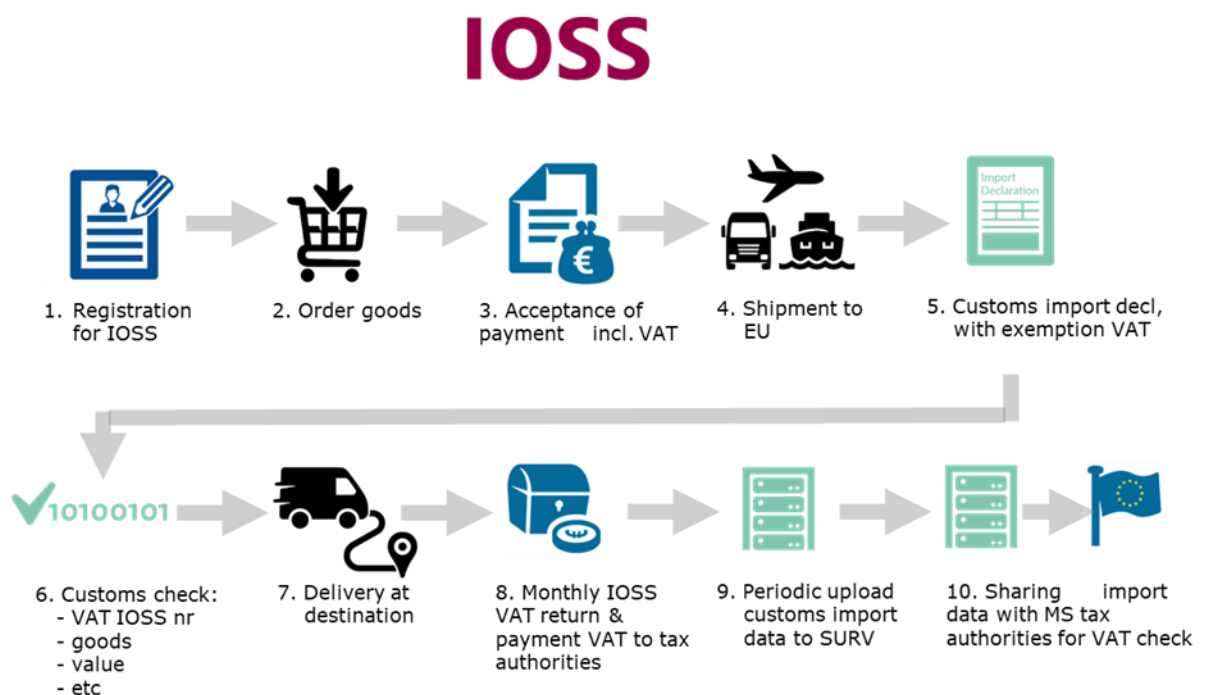 IOSS
Import
Declaration
1. Registration
for IOSS
2. Order goods
3. Acceptance of
payment incl. VAT
4. Shipment to
EU
5. Customs import decl,
with exemption VAT
10100101
6. Customs check:
- VAT IOSS nr
- goods
- value
- etc
7. Delivery at
destination
8. Monthly IOSS
VAT return &
payment VAT to tax
authorities
9. Periodic upload
customs import
data to SURV
10. Sharing import
data with MS tax
authorities for VAT check